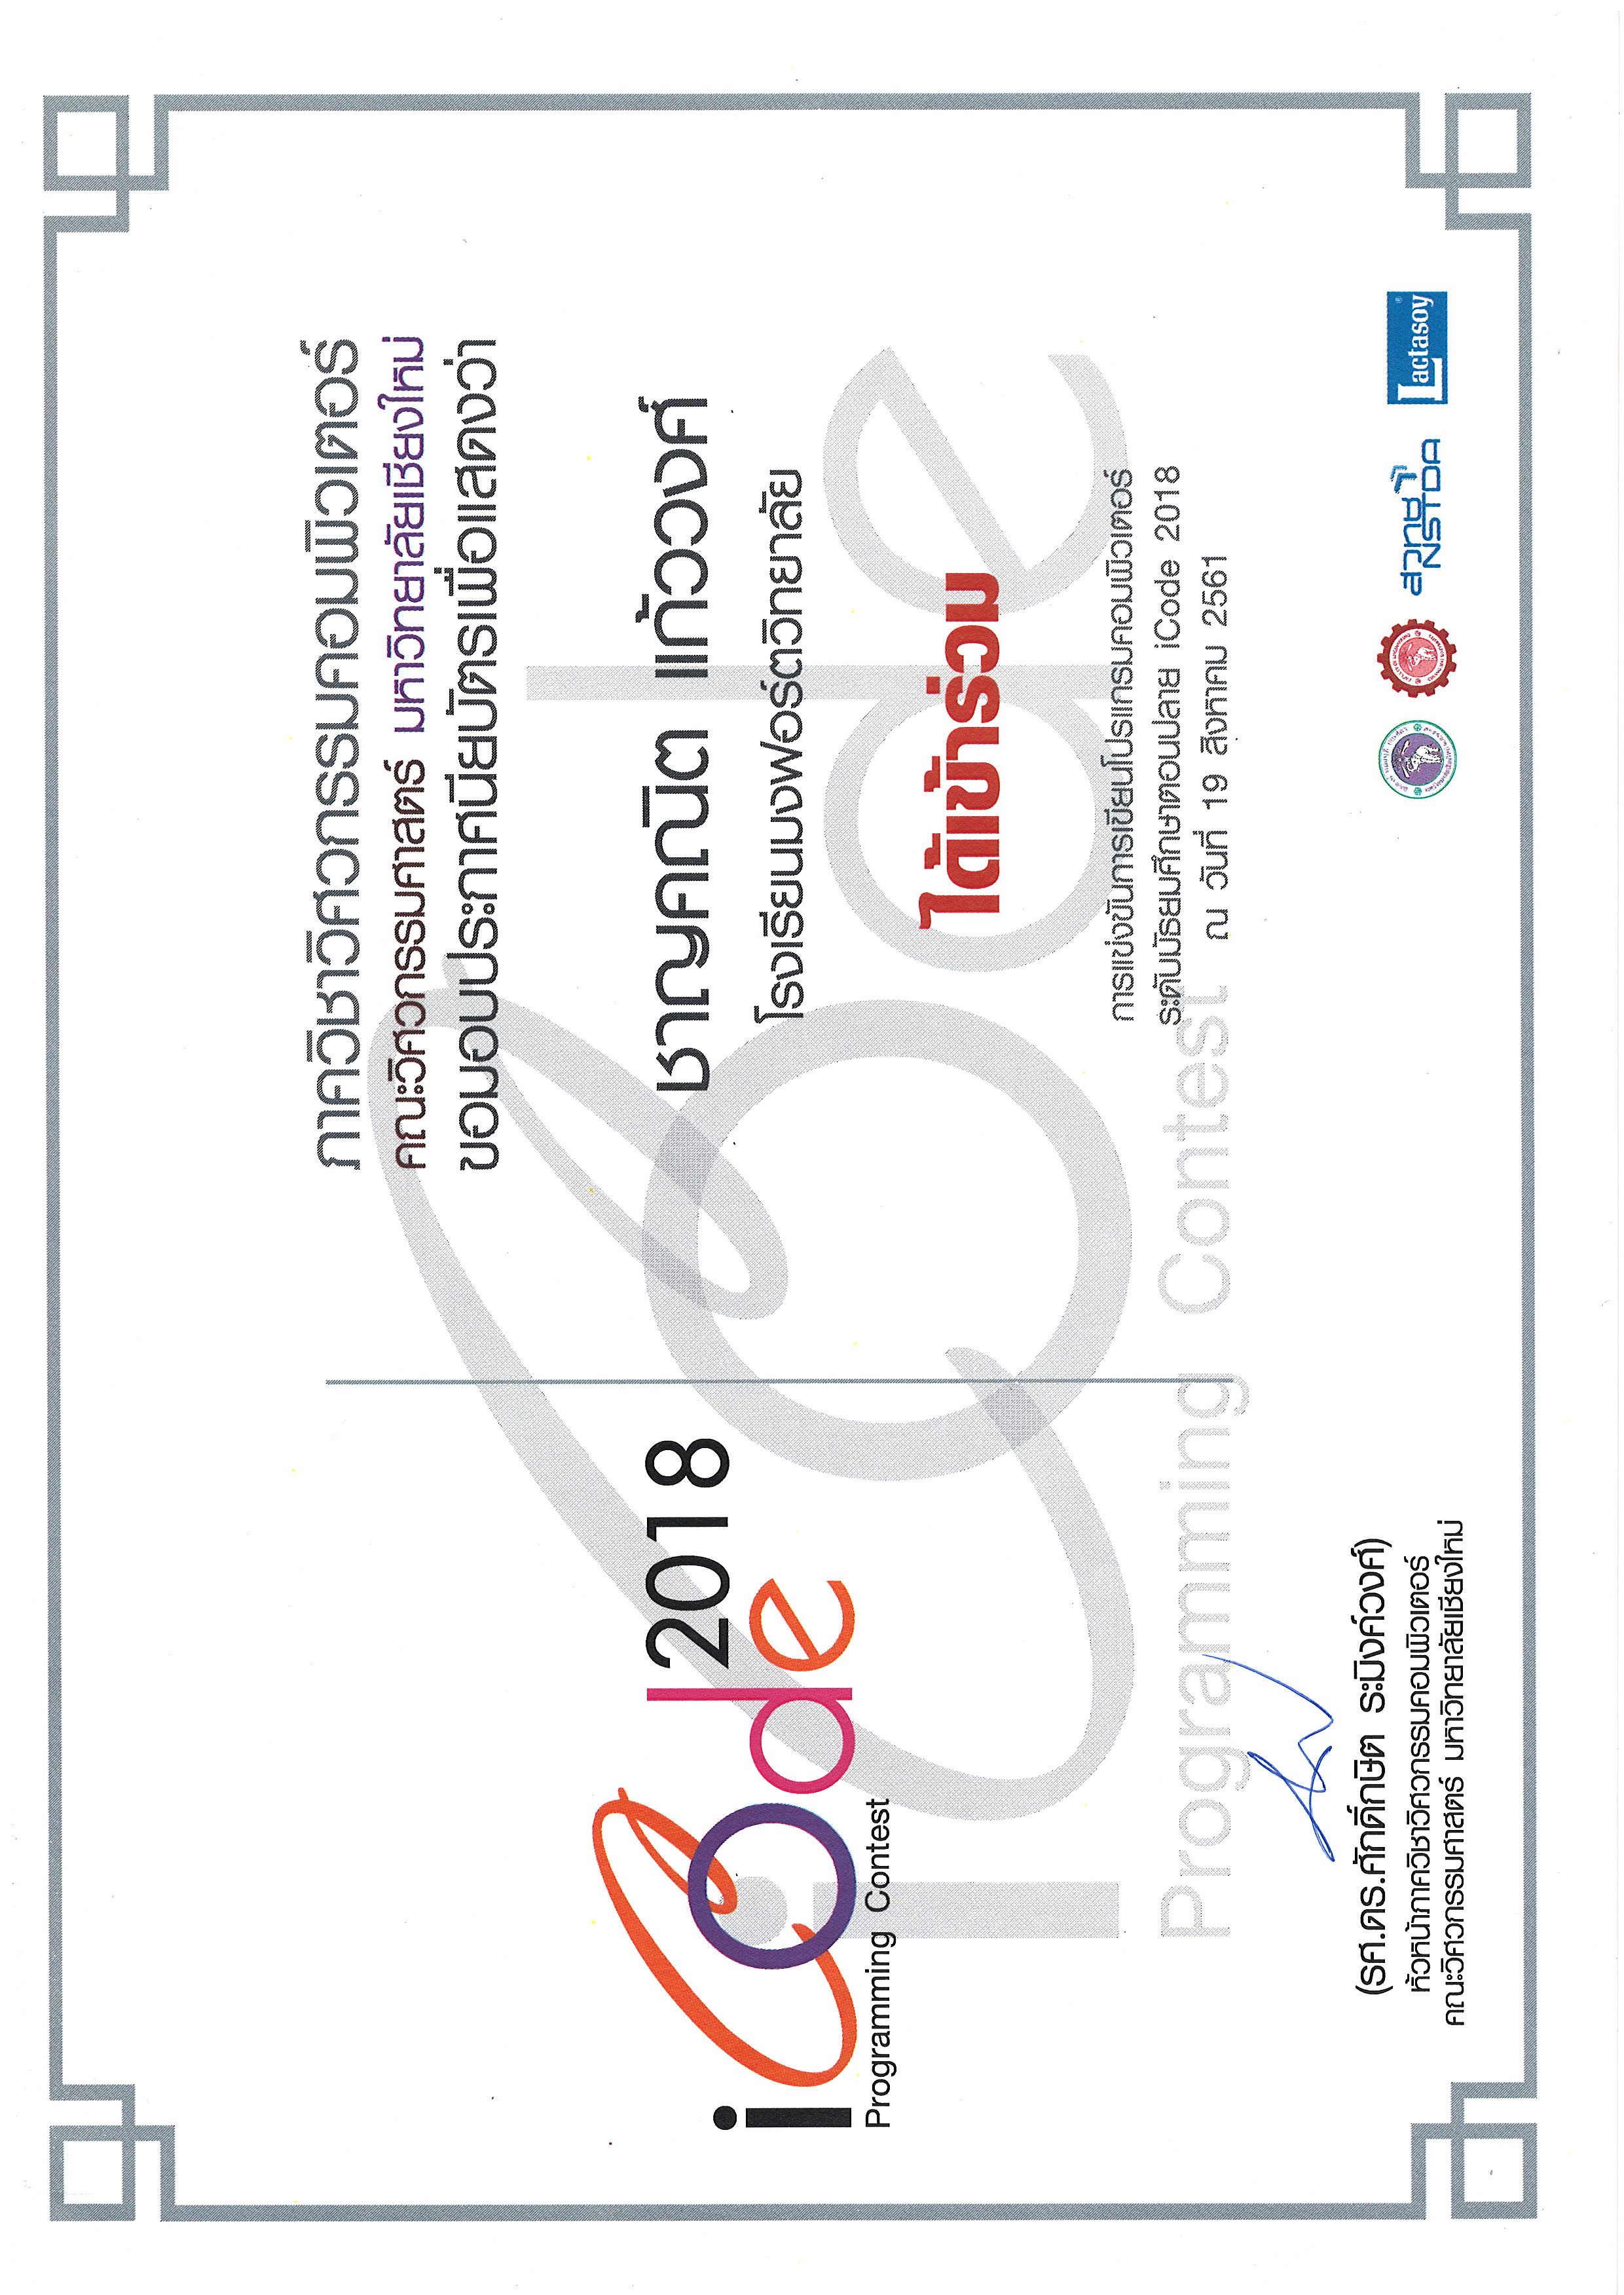 ภาควิชาวิศวกรรมคอมพิวเตอร์
คณะวิศวกรรมศาสตร์ มหาวิทยาลัยเชียงใหม่
ขอมอบประกาศนียบัตรเพื่อแสดงว่า
iCode 2018
Programming Contest
ชาญคณิต แก้ววงศ์
โรงเรียนมงฟอร์ตวิทยาลัย
ได้เข้าร่วม
iCode
Programming Contest
การแข่งขันการเขียนโปรแกรมคอมพิวเตอร์
ระดับมัธยมศึกษาตอนปลาย iCode 2018
ณ วันที่ 19 สิงหาคม 2561
(รศ.ดร.ศักดิ์กษิต ระมิงค์วงศ์)
หัวหน้าภาควิชาวิศวกรรมคอมพิวเตอร์
คณะวิศวกรรมศาสตร์ มหาวิทยาลัยเชียงใหม่
สวทช
NSTDA
Lactasoy